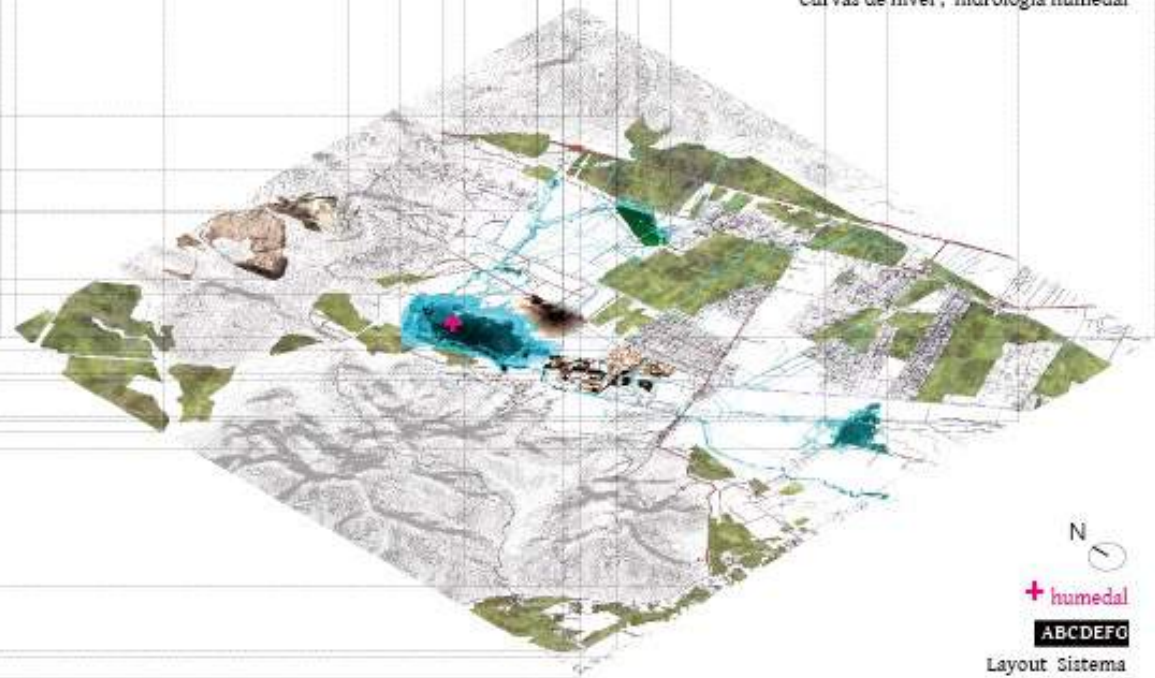 Curvas de nivel ; hidrología humedal
N
+ humedal
ABCDEFG
Layout Sistema